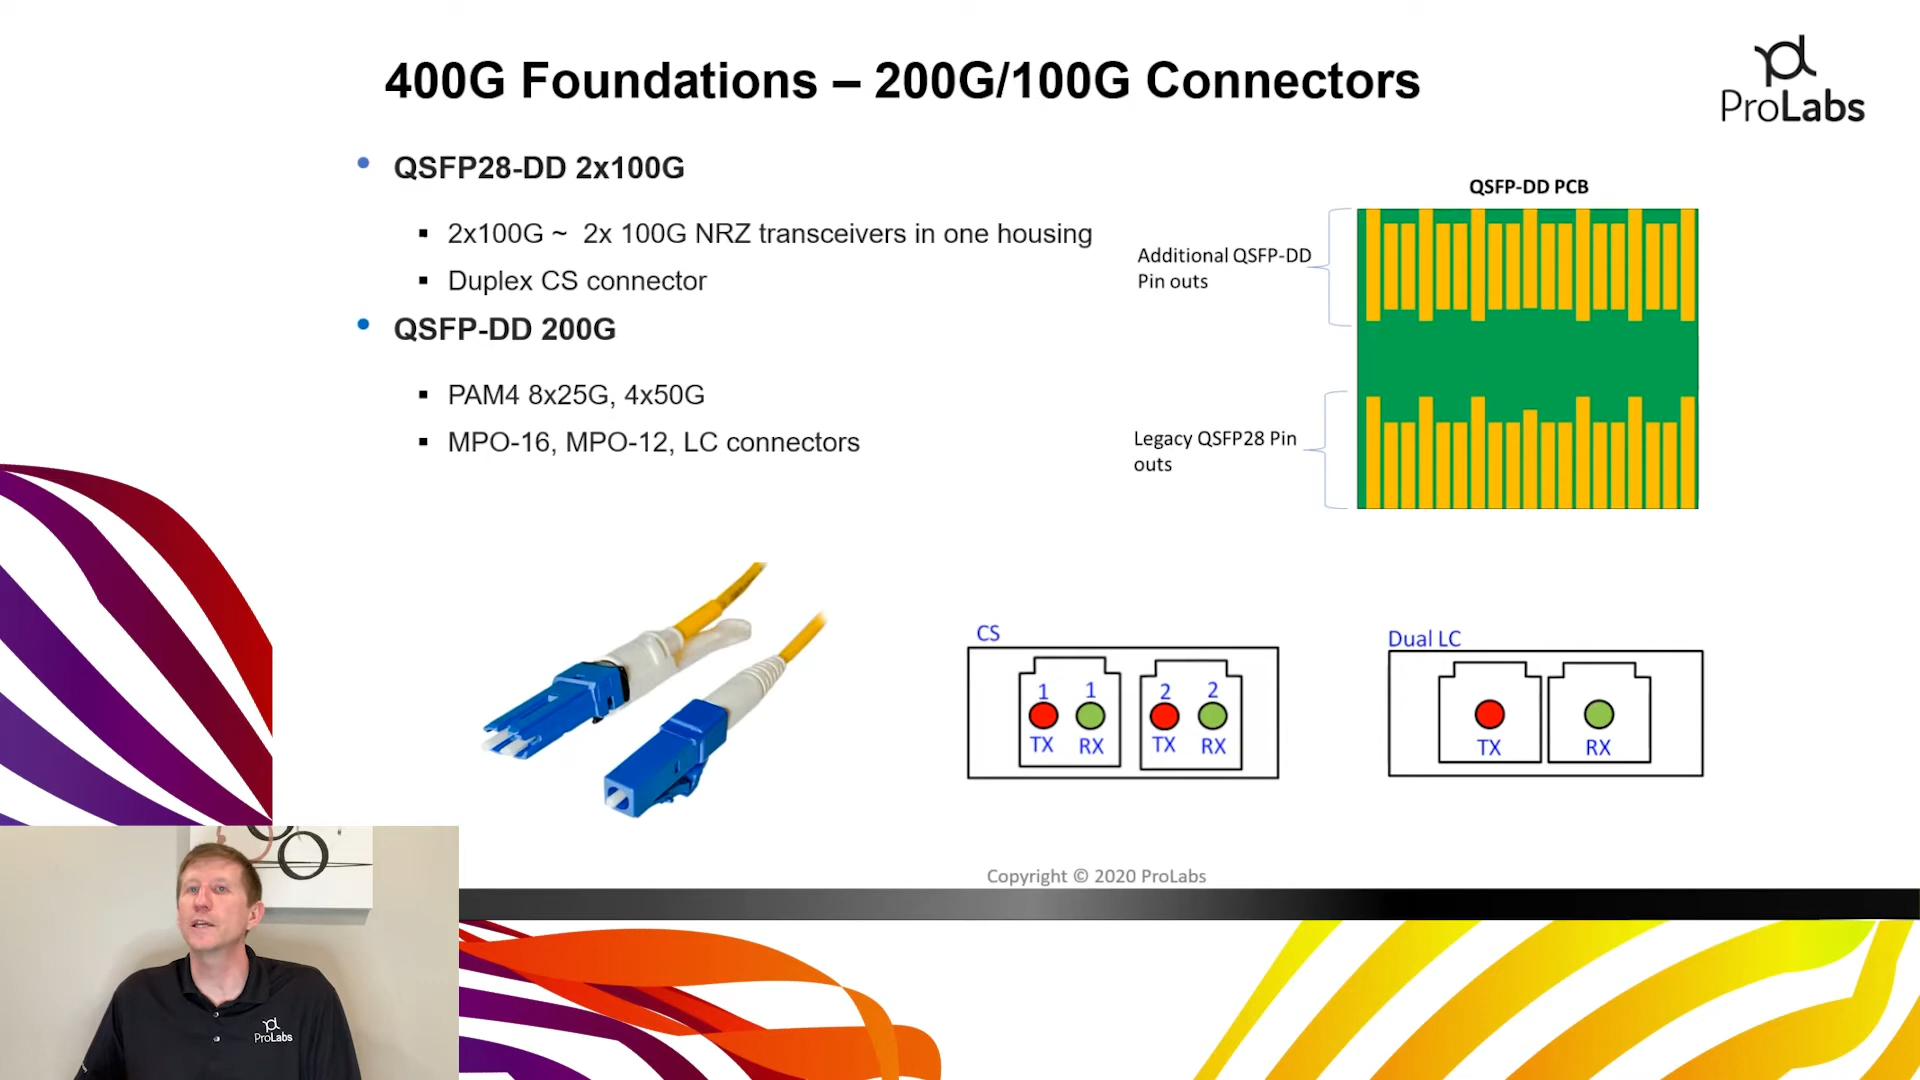 400G Foundations – 200G/100G Connectors
ProLabs
QSFP28-DD 2x100G
2x100G ~ 2x 100G NRZ transceivers in one housing
Duplex CS connector
QSFP-DD 200G
PAM4 8x25G, 4x50G
MPO-16, MPO-12, LC connectors
QSFP-DD PCB
Additional QSFP-DD
Pin outs
Legacy QSFP28 Pin
outs
CS
1 1 2 2
TX RX TX RX
Dual LC
TX RX
Copyright © 2020 ProLabs
ProLabs